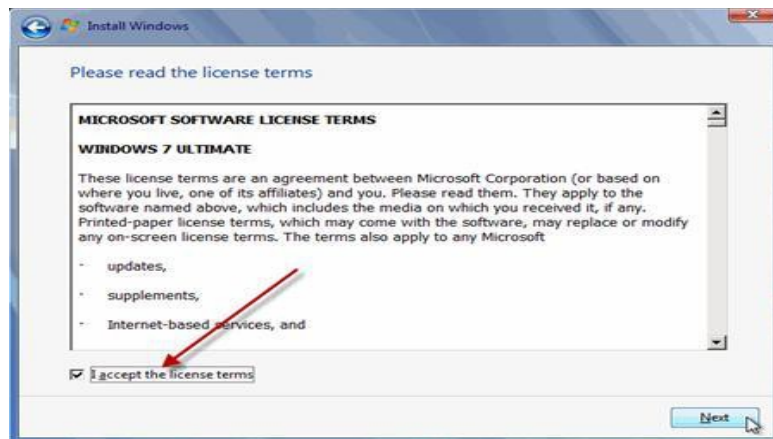 Install Windows
Please read the license terms
MICROSOFT SOFTWARE LICENSE TERMS
WINDOWS 7 ULTIMATE
These license terms are an agreement between Microsoft Corporation (or based on
where you live, one of its affiliates) and you. Please read them. They apply to the
software named above, which includes the media on which you received it, if any.
Printed-paper license terms, which may come with the software, may replace or modify
any on-screen license terms. The terms also apply to any Microsoft
- updates,
- supplements,
- Internet-based services, and
I accept the license terms
Next